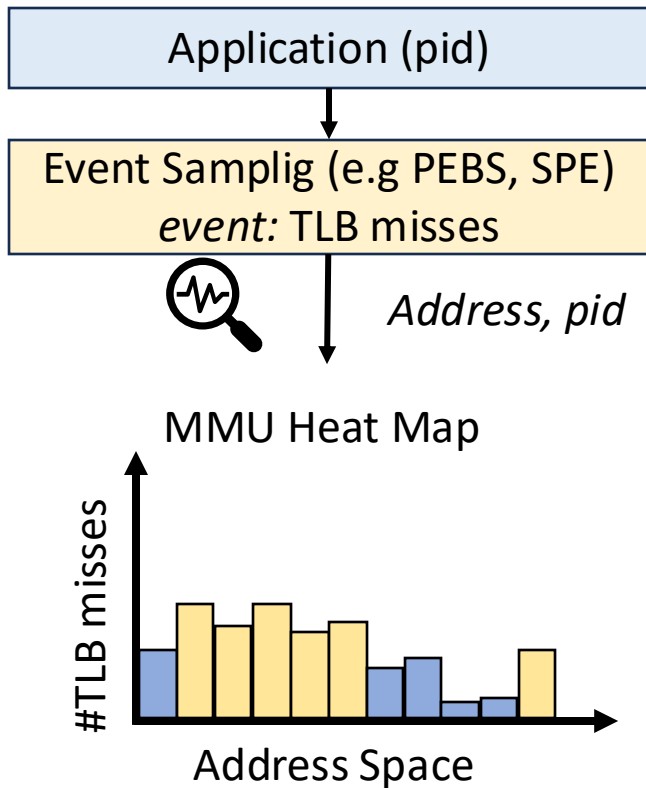 Application (pid)
Event Samplig (e.g PEBS, SPE)
event: TLB misses
Address, pid
MMU Heat Map
#TLB misses
Address Space